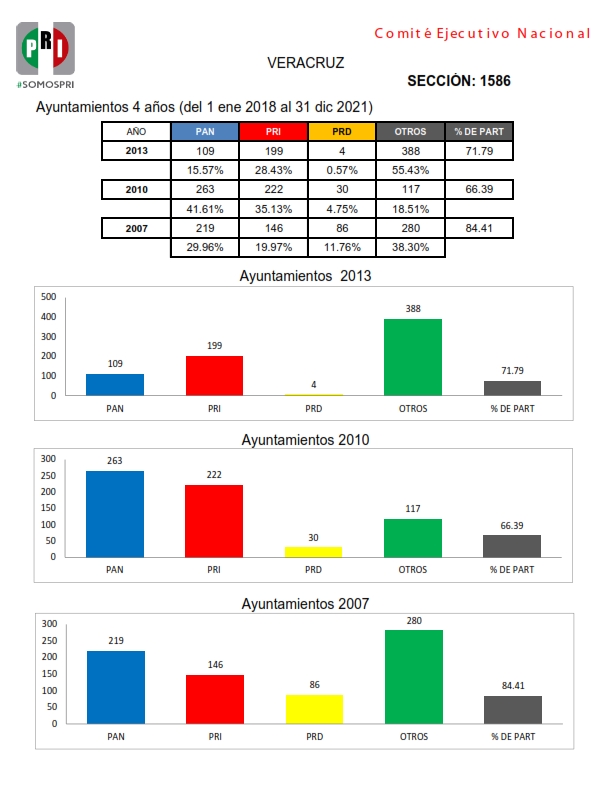 Comité Ejecutivo Nacional
PRI
#SOMOSPRI
VERACRUZ
SECCIÓN: 1586
Ayuntamientos 4 años (del 1 ene 2018 al 31 dic 2021)
AÑO PAN PRI PRD OTROS % DE PART
2013 109 199 4 388 71.79
15.57% 28.43% 0.57% 55.43%
2010 263 222 30 117 66.39
41.61% 35.13% 4.75% 18.51%
2007 219 146 86 280 84.41
29.96% 19.97% 11.76% 38.30%
Ayuntamientos 2013
500
400
300
200
100
0
109 199 4 388 71.79
PAN PRI PRD OTROS % DE PART
Ayuntamientos 2010
300
250
200
150
100
50
0
263 222 30 117 66.39
PAN PRI PRD OTROS % DE PART
Ayuntamientos 2007
300
250
200
150
100
50
0
219 146 86 280 84.41
PAN PRI PRD OTROS % DE PART